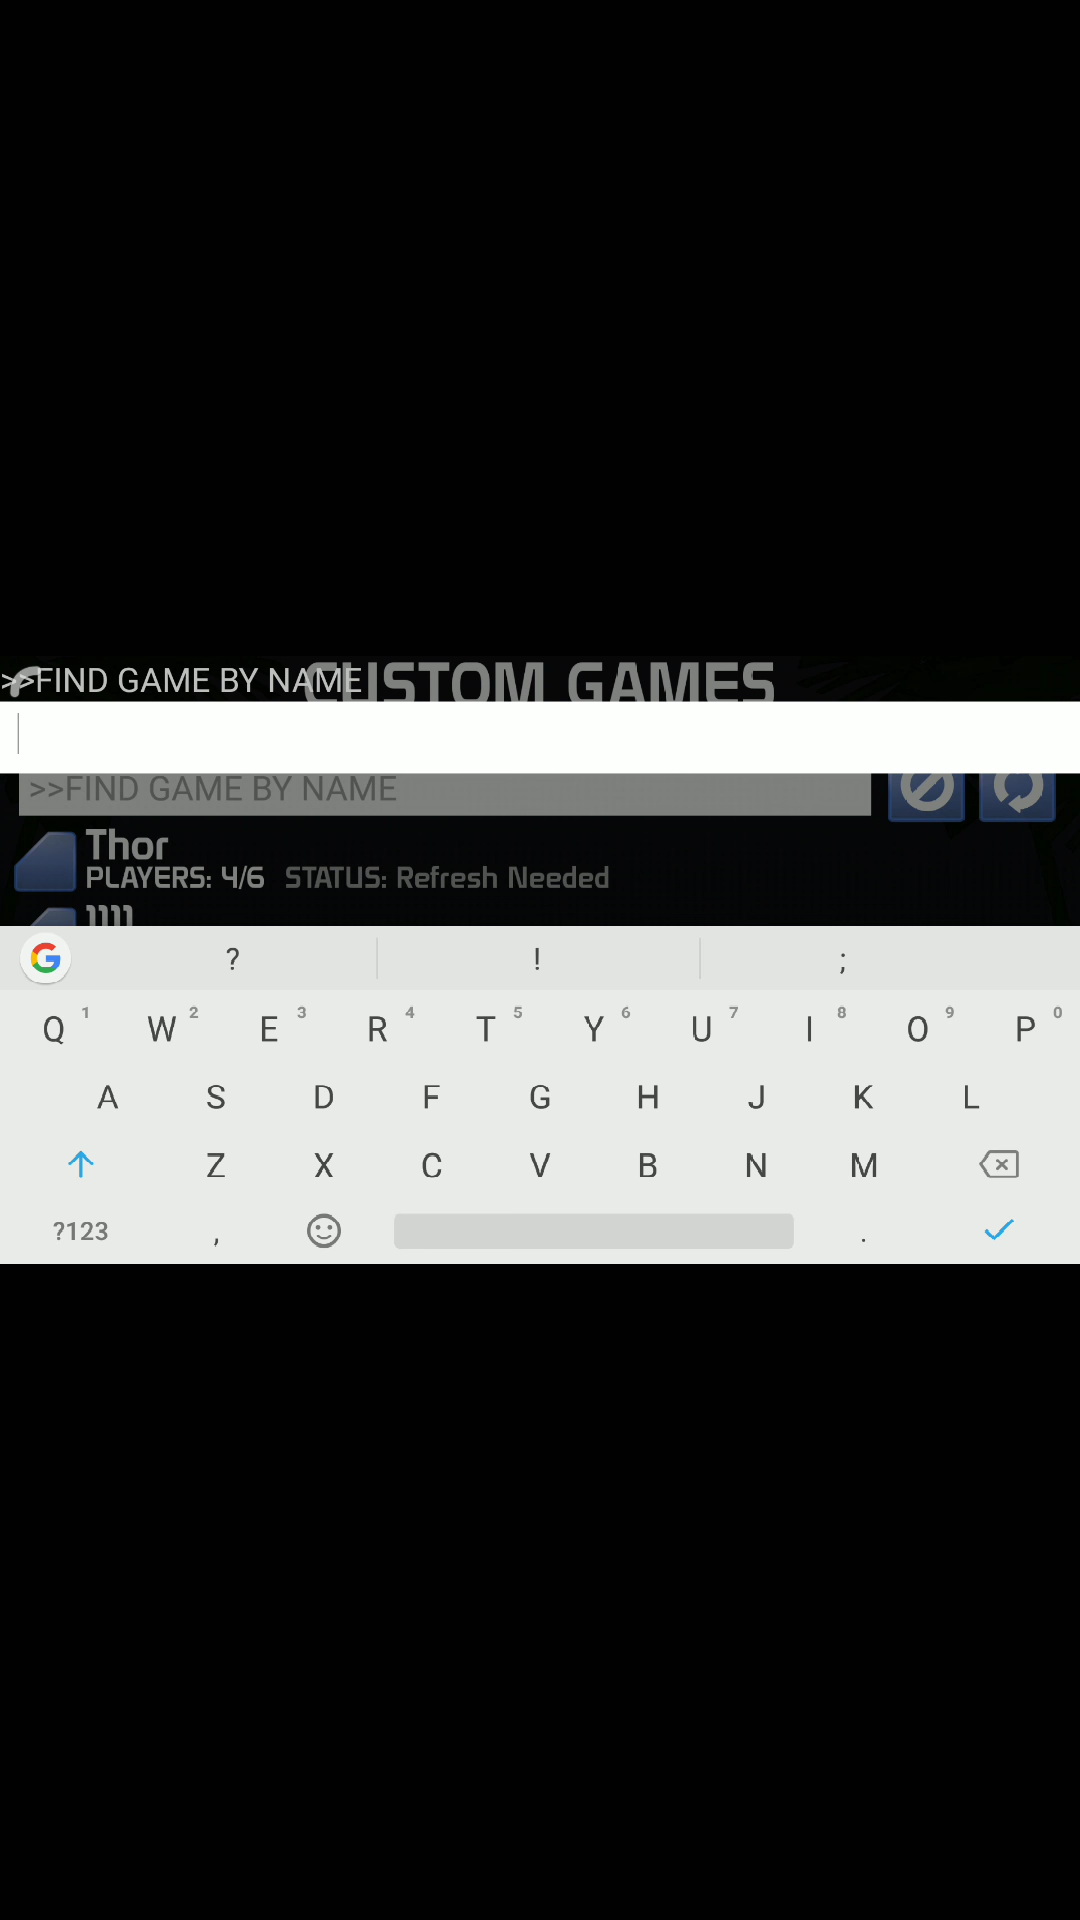 CUSTOM GAMES
>>FIND GAME BY NAME
>>FIND GAME BY NAME
Thor
PLAYERS: 4/6 STATUS: Refresh Needed
? ! ;
Q 1 W 2 E 3 R 4 T 5 Y 6 U 7 I 8 O 9 P 0
A S D F G H J K L
Z X C V B N M
?123 , .